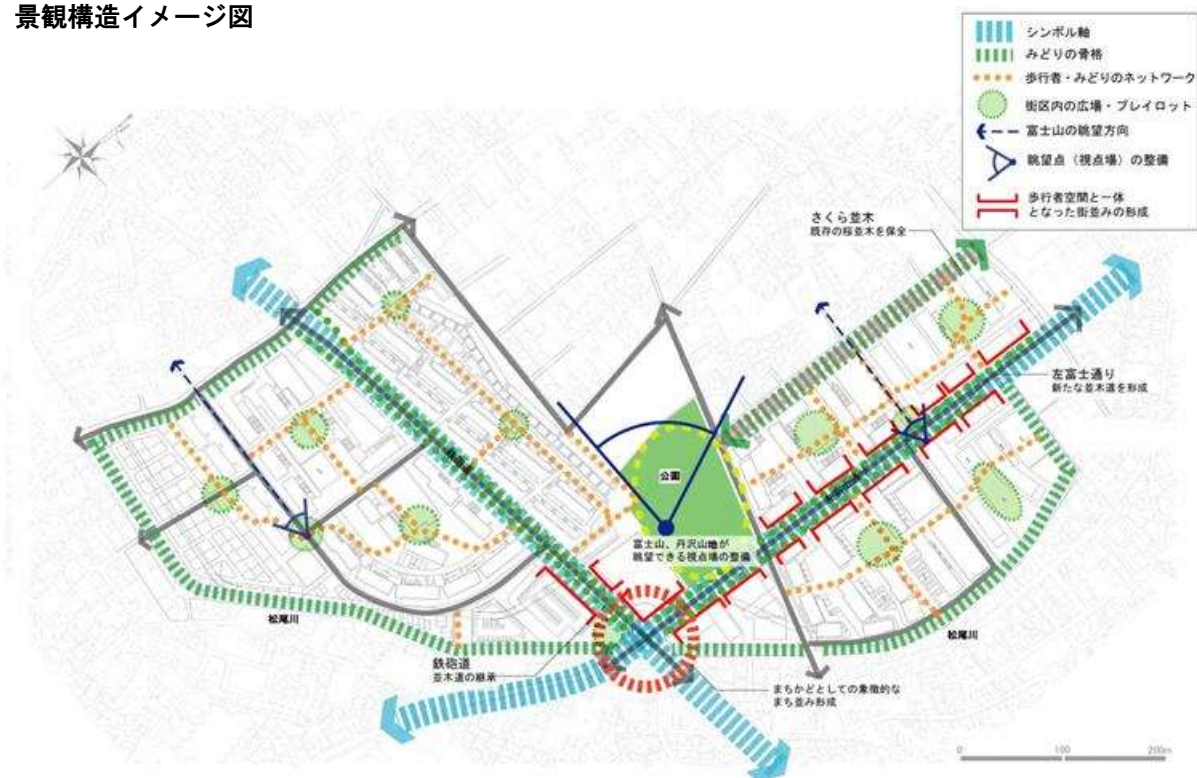 景観構造イメージ図
シンボル軸
みどりの骨格
歩行者・みどりのネットワーク
街区内の広場・プレイロット
富士山の眺望方向
眺望点（視点場）の整備
歩行者空間と一体
となった街並みの形成
さくら並木
既存の桜並木を保全
左富士通り
新たな並木道を形成
公園
富士山、丹沢山地が
眺望できる視点場の整備
松尾川
松尾川
鉄砲道
並木道の継承
まちかどとしての象徴的な
まち並み形成
0 100 200m